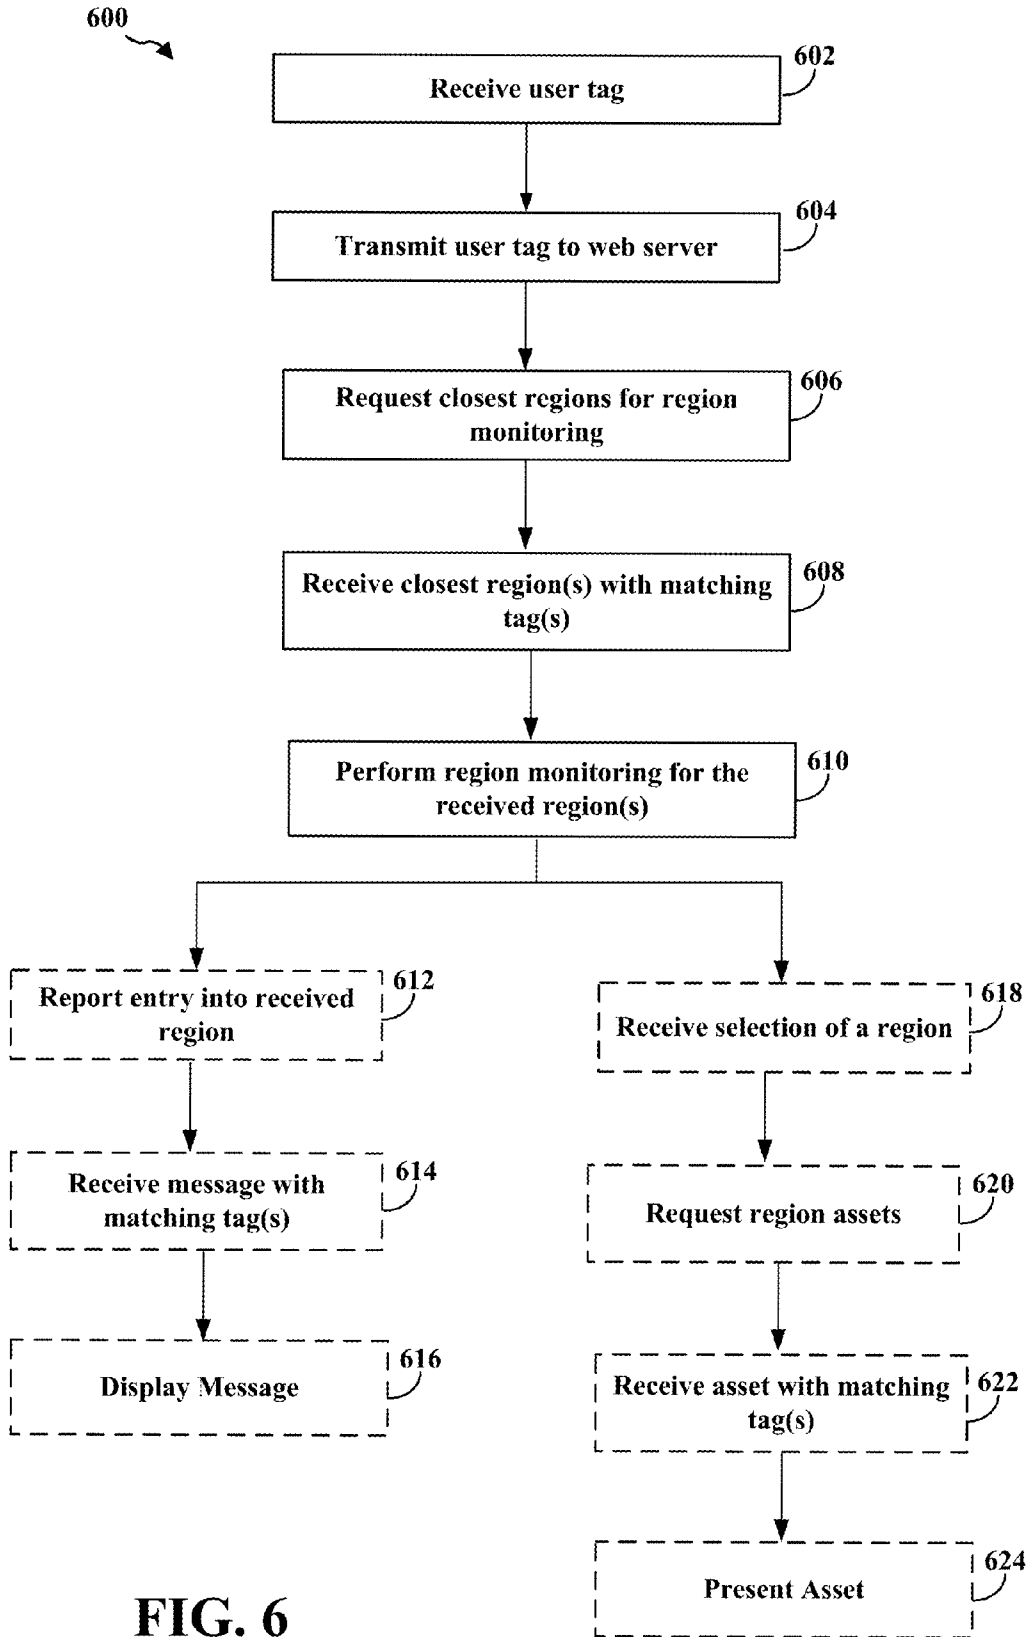 600
602
Receive user tag
604
Transmit user tag to web server
606
Request closest regions for region
monitoring
608
Receive closest region(s) with matching
tag(s)
610
Perform region monitoring for the
received region(s)
612
Report entry into received
region
614
Receive message with
matching tag(s)
616
Display Message
618
Receive selection of a region
620
Request region assets
622
Receive asset with matching
tag(s)
624
Present Asset
FIG. 6